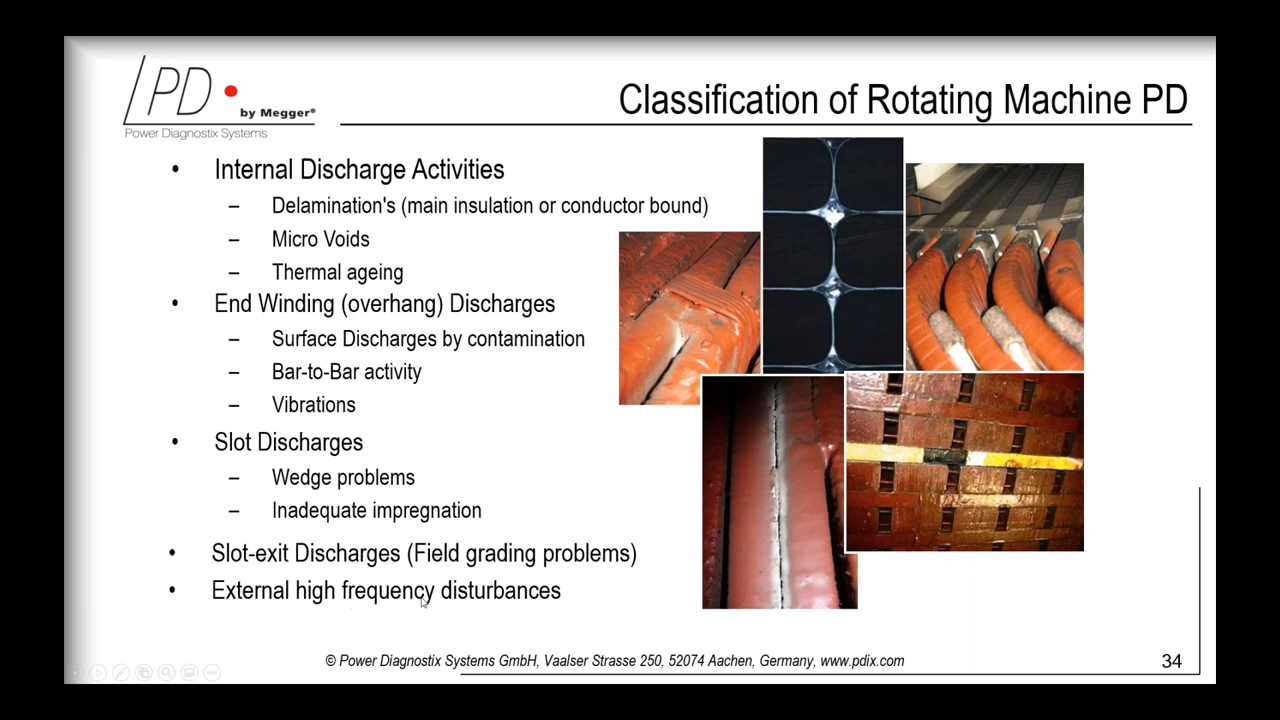 PD
by Megger®
Power Diagnostix Systems
Classification of Rotating Machine PD
• Internal Discharge Activities
– Delamination's (main insulation or conductor bound)
– Micro Voids
– Thermal ageing
• End Winding (overhang) Discharges
– Surface Discharges by contamination
– Bar-to-Bar activity
– Vibrations
• Slot Discharges
– Wedge problems
– Inadequate impregnation
• Slot-exit Discharges (Field grading problems)
• External high frequency disturbances
© Power Diagnostix Systems GmbH, Vaalser Strasse 250, 52074 Aachen, Germany, www.pdix.com
34